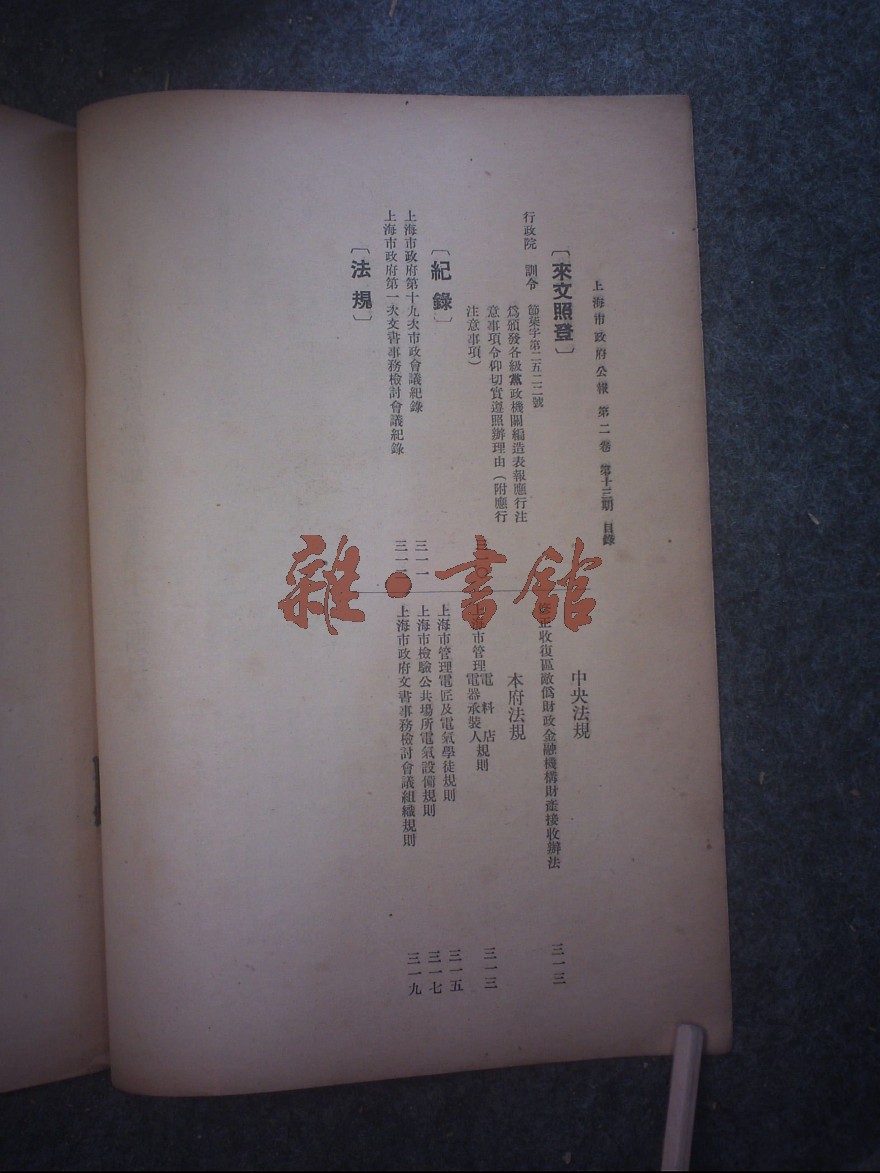 上海市政府公報 第二卷 第十三期 目錄
〔來文照登〕
行政院 訓令 節柒字第二五二二號
爲頒發各級黨政機關編造表報應行注
意事項令仰切實遵照辦理由（附應行
注意事項）
〔紀錄〕
上海市政府第十九次市政會議紀錄 三一一
上海市政府第一次文書事務檢討會議紀錄
〔法規〕
中央法規
修正收復區敵僞財政金融機構財產接收辦法 三一三
本府法規
上海市管理電料店電器承裝人規則 三一三
上海市管理電匠及電氣學徒規則 三一五
上海市檢驗公共場所電氣設備規則 三一七
上海市政府文書事務檢討會議組織規則 三一九
雜·書館